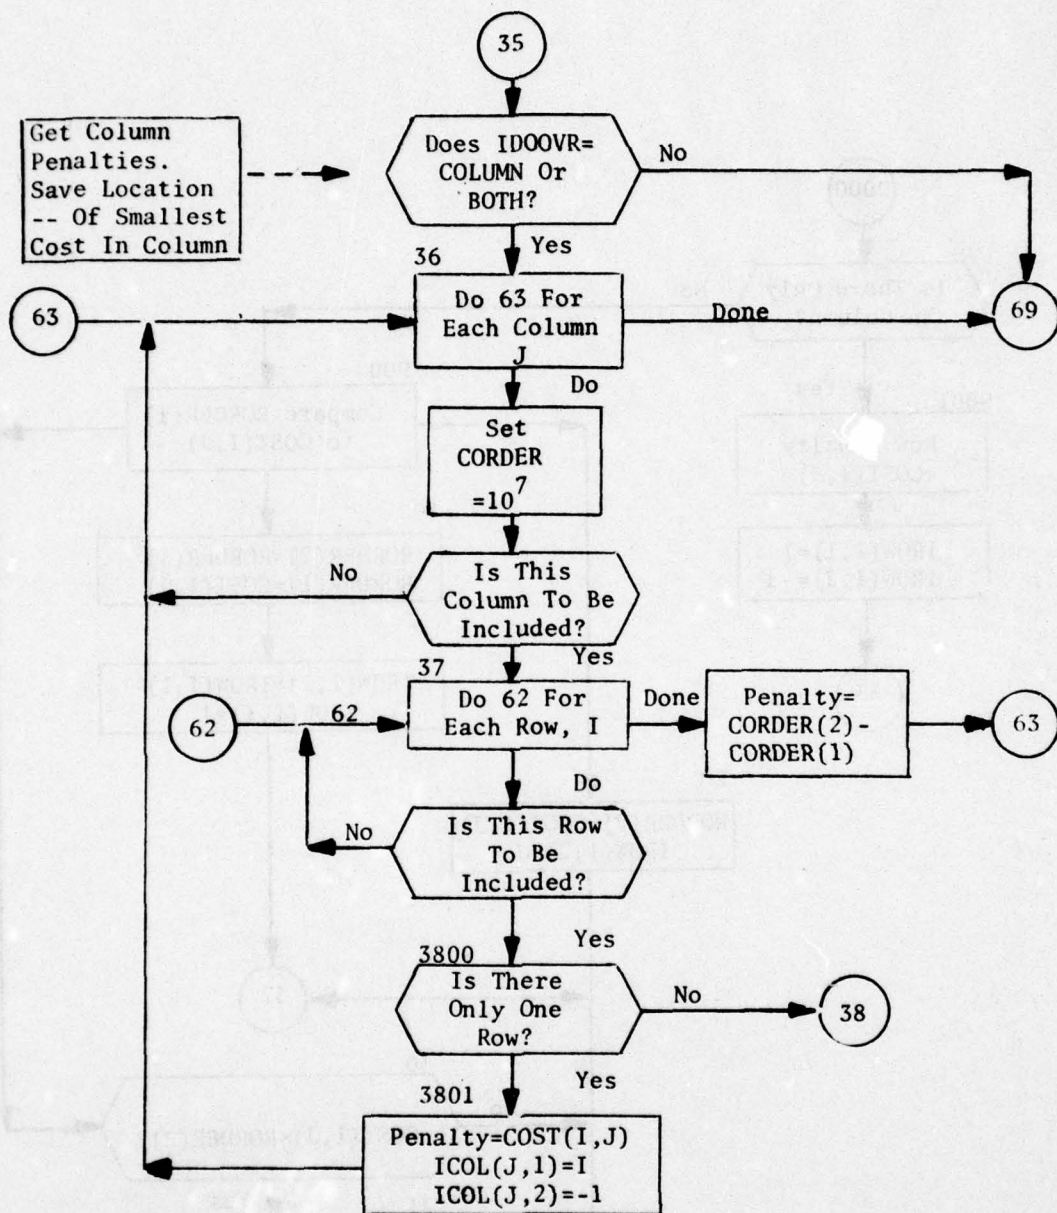 35
Get Column
Penalties.
Save Location
-- Of Smallest
Cost In Column
Does IDOOVR=
COLUMN Or
BOTH?
No
Yes
36
63
Do 63 For
Each Column
J
Done
69
Do
Set
CORDER
=10^7
No
Is This
Column To Be
Included?
Yes
37
62
62
Do 62 For
Each Row, I
Done
Penalty=
CORDER(2)-
CORDER(1)
63
Do
No
Is This Row
To Be
Included?
Yes
3800
Is There
Only One
Row?
No
38
Yes
3801
Penalty=COST(I,J)
ICOL(J,1)=I
ICOL(J,2)=-1